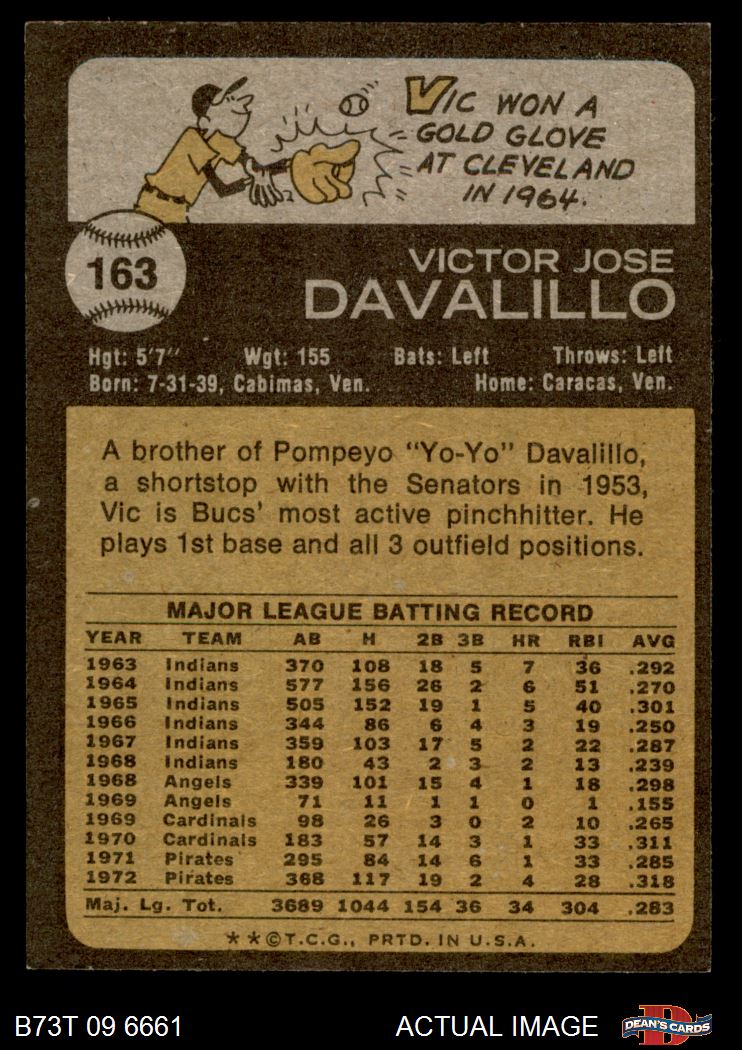 VIC WON A
GOLD GLOVE
AT CLEVELAND
IN 1964.
163
VICTOR JOSE
DAVALILLO
Hgt: 5'7" Wgt: 155 Bats: Left Throws: Left
Born: 7-31-39, Cabimas, Ven. Home: Caracas, Ven.
A brother of Pompeyo "Yo-Yo" Davalillo,
a shortstop with the Senators in 1953,
Vic is Bucs' most active pinchhitter. He
plays 1st base and all 3 outfield positions.
MAJOR LEAGUE BATTING RECORD
YEAR TEAM AB H 2B 3B HR RBI AVG
1963 Indians 370 108 18 5 7 36 .292
1964 Indians 577 156 26 2 6 51 .270
1965 Indians 505 152 19 1 5 40 .301
1966 Indians 344 86 6 4 3 19 .250
1967 Indians 359 103 17 5 2 22 .287
1968 Indians 180 43 2 3 2 13 .239
1968 Angels 339 101 15 4 1 18 .298
1969 Angels 71 11 1 1 0 1 .155
1969 Cardinals 98 26 3 0 2 10 .265
1970 Cardinals 183 57 14 3 1 33 .311
1971 Pirates 295 84 14 6 1 33 .285
1972 Pirates 368 117 19 2 4 28 .318
Maj. Lg. Tot. 3689 1044 154 36 34 304 .283
**©T.C.G., PRTD. IN U.S.A.
B73T 09 6661 ACTUAL IMAGE D DEAN'S CARDS